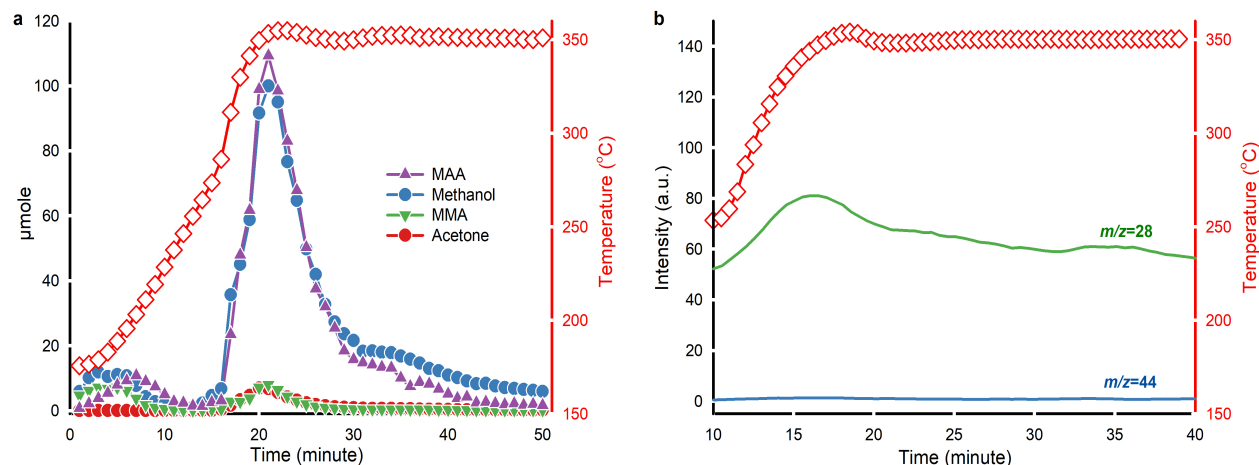 a
120
100
80
60
40
20
0
µmole
0 10 20 30 40 50
Time (minute)
350
300
250
200
150
Temperature (°C)
MAA
Methanol
MMA
Acetone
b
140
120
100
80
60
40
20
0
Intensity (a.u.)
10 15 20 25 30 35 40
Time (minute)
350
300
250
200
150
Temperature (°C)
m/z=28
m/z=44